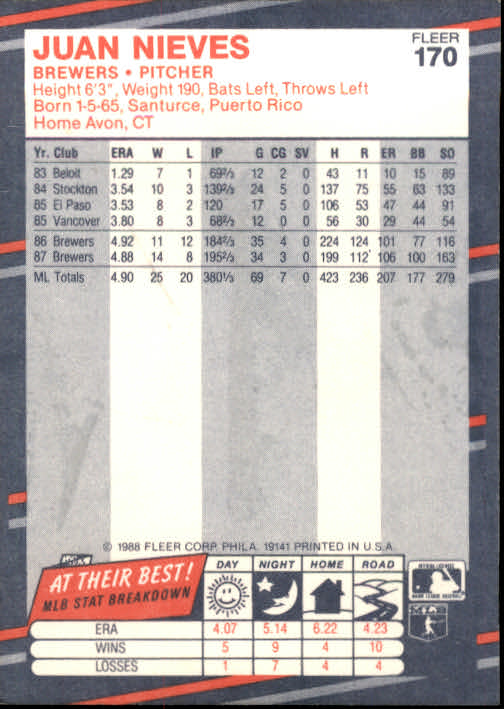 JUAN NIEVES
FLEER
170
BREWERS • PITCHER
Height 6'3", Weight 190, Bats Left, Throws Left
Born 1-5-65, Santurce, Puerto Rico
Home Avon, CT
Yr. Club ERA W L IP G CG SV H R ER BB SO
83 Beloit 1.29 7 1 69⅔ 12 2 0 43 11 10 15 89
84 Stockton 3.54 10 3 139⅔ 24 5 0 137 75 55 63 133
85 El Paso 3.53 8 2 120 17 5 0 106 53 47 44 91
85 Vancover 3.80 8 3 68⅔ 12 0 0 56 30 29 44 54
86 Brewers 4.92 11 12 184⅔ 35 4 0 224 124 101 77 116
87 Brewers 4.88 14 8 195⅔ 34 3 0 199 112 106 100 163
ML Totals 4.90 25 20 380⅓ 69 7 0 423 236 207 177 279
© 1988 FLEER CORP. PHILA. 19141 PRINTED IN U.S.A.
AT THEIR BEST!
MLB STAT BREAKDOWN
DAY NIGHT HOME ROAD
ERA 4.07 5.14 6.22 4.23
WINS 5 9 4 10
LOSSES 1 7 4 4